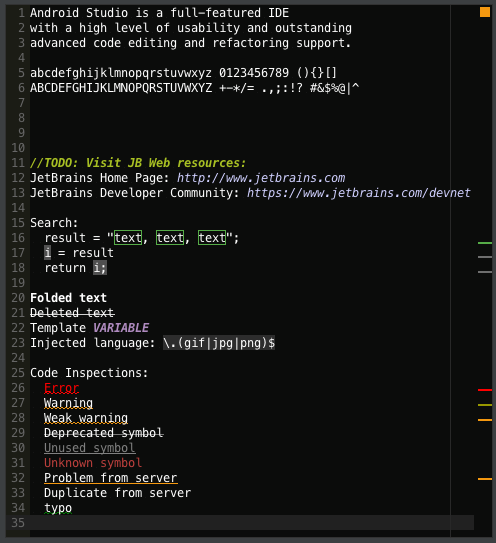 1 Android Studio is a full-featured IDE
2 with a high level of usability and outstanding
3 advanced code editing and refactoring support.
4
5 abcdefghijklmnopqrstuvwxyz 0123456789 (){}[]
6 ABCDEFGHIJKLMNOPQRSTUVWXYZ +-*/= .,;:!? #&$%@|^
7
8
9
10
11 //TODO: Visit JB Web resources:
12 JetBrains Home Page: http://www.jetbrains.com
13 JetBrains Developer Community: https://www.jetbrains.com/devnet
14
15 Search:
16   result = "text, text, text";
17   i = result
18   return i;
19
20 Folded text
21 Deleted text
22 Template VARIABLE
23 Injected language: \.(gif|jpg|png)$
24
25 Code Inspections:
26   Error
27   Warning
28   Weak warning
29   Deprecated symbol
30   Unused symbol
31   Unknown symbol
32   Problem from server
33   Duplicate from server
34   typo
35